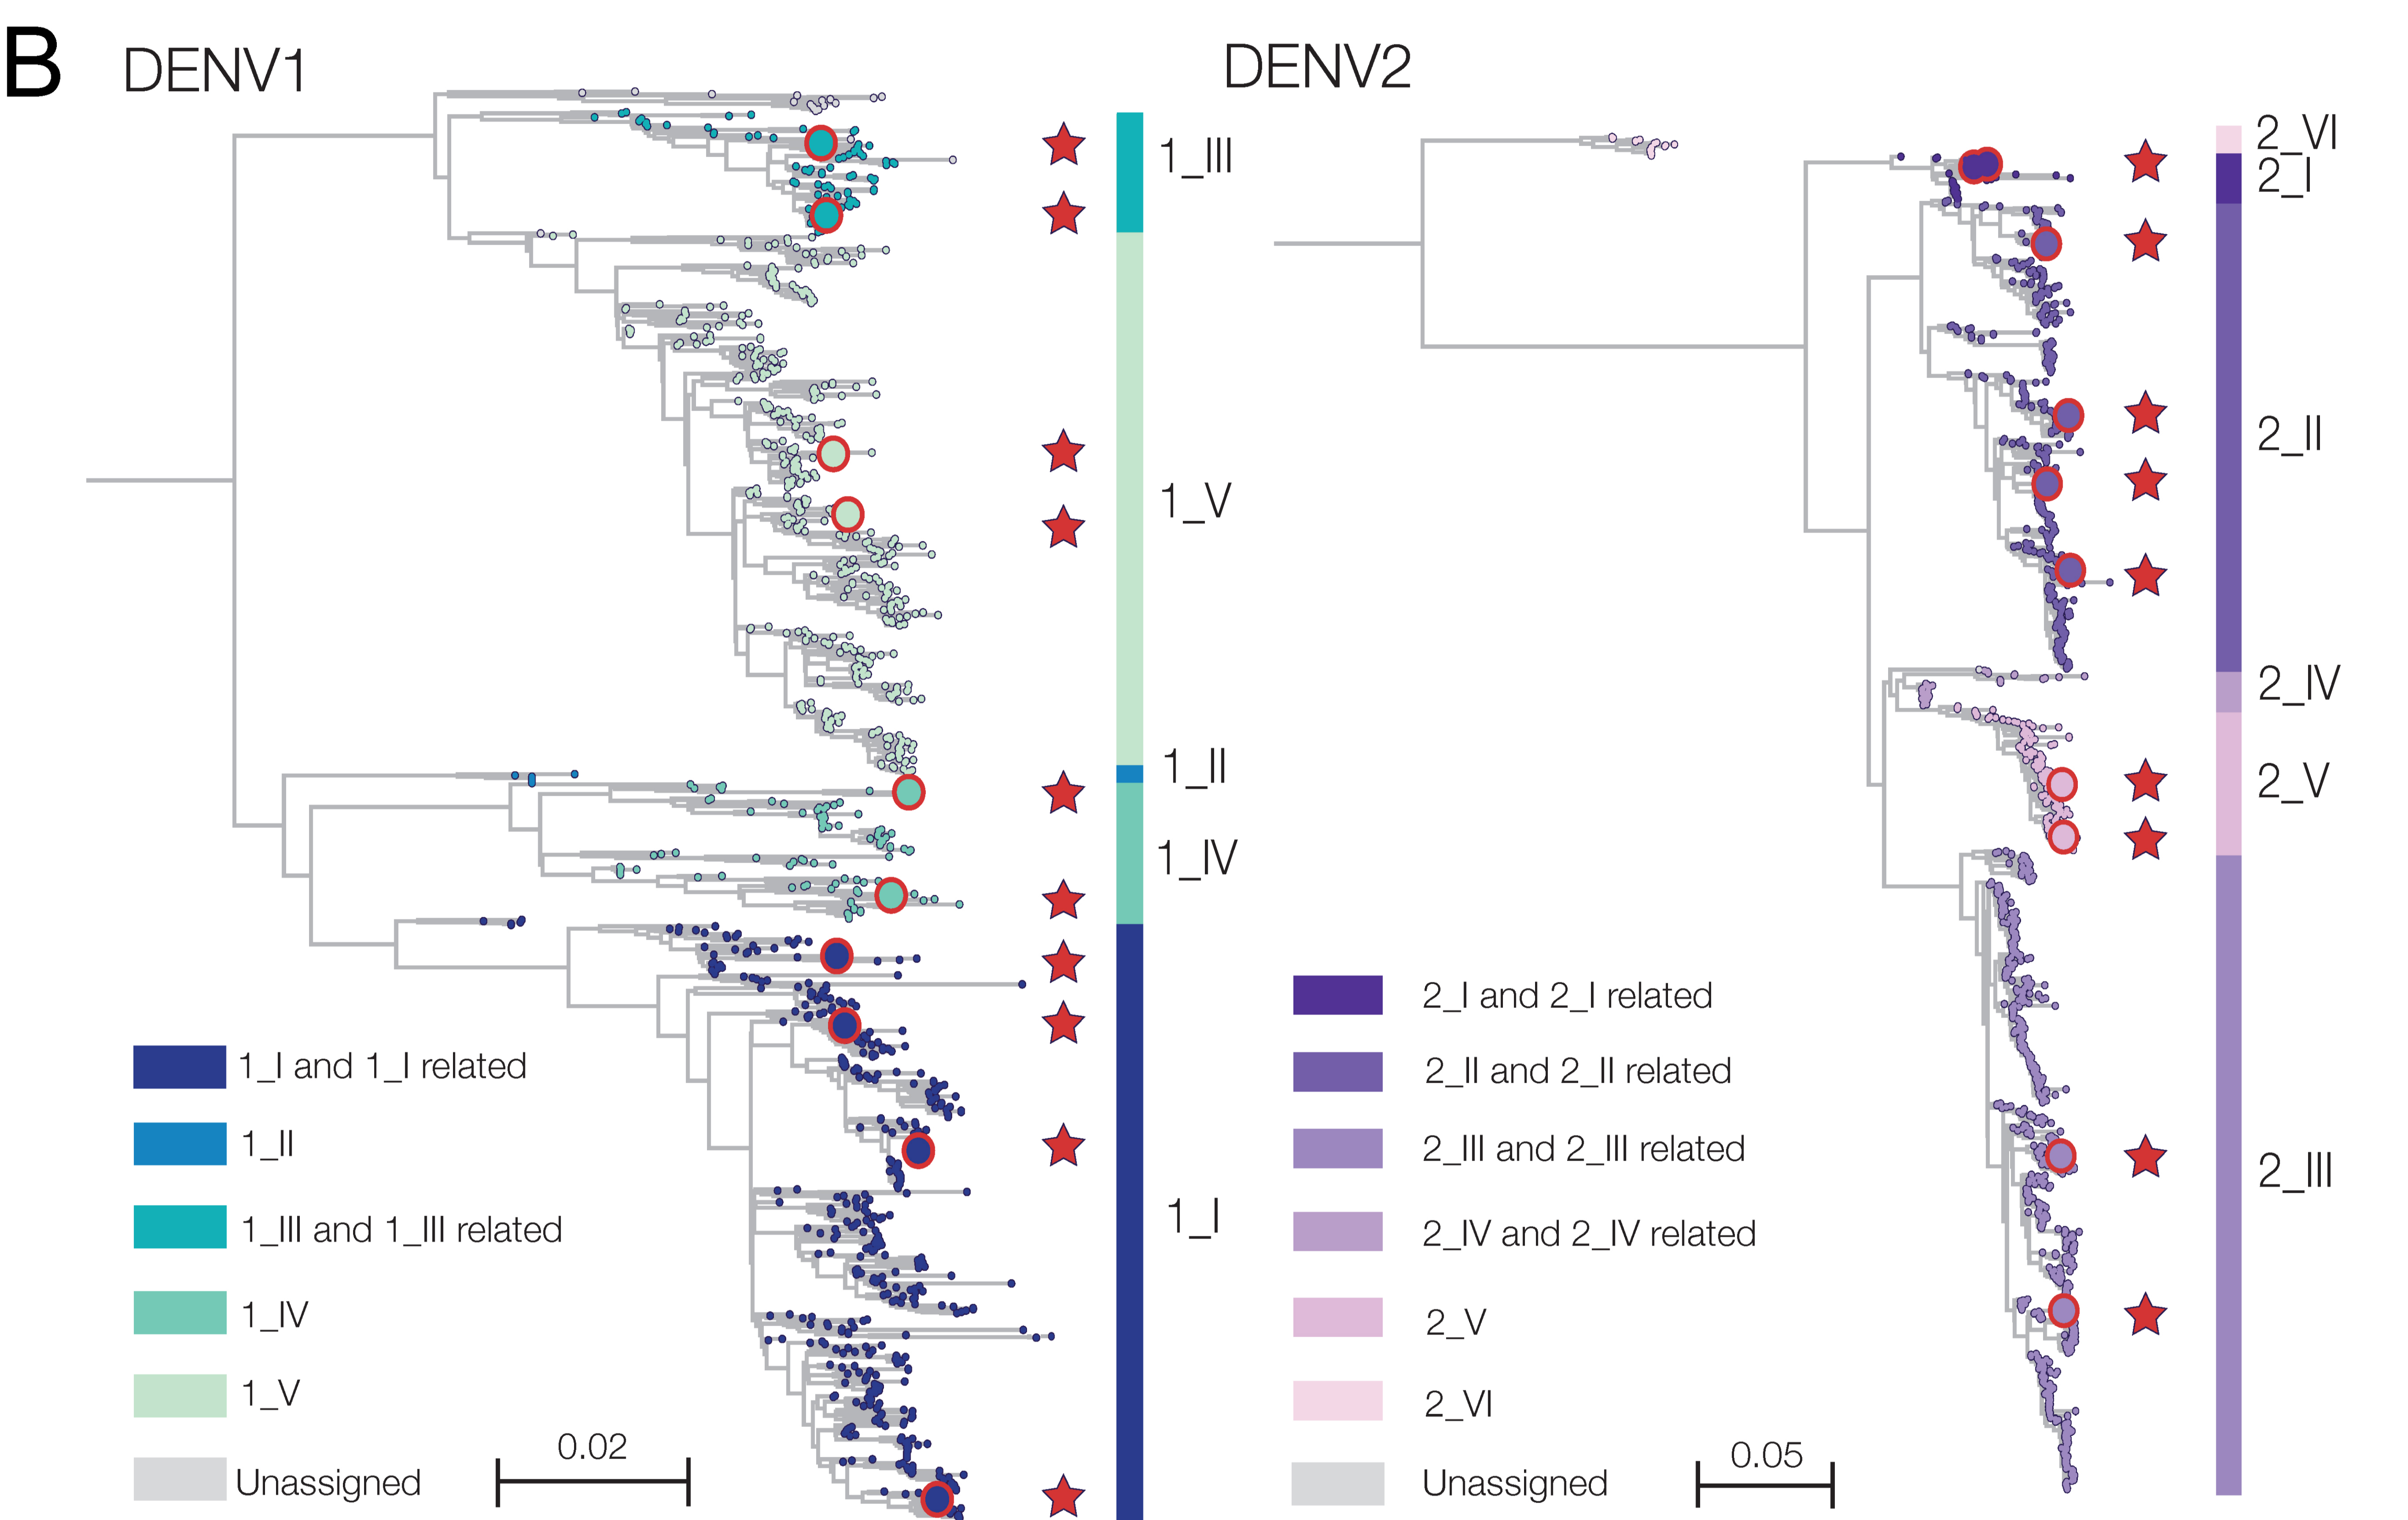 B
DENV1
1_III
1_V
1_II
1_IV
1_I
1_I and 1_I related
1_II
1_III and 1_III related
1_IV
1_V
Unassigned
0.02
DENV2
2_VI
2_I
2_II
2_IV
2_V
2_III
2_I and 2_I related
2_II and 2_II related
2_III and 2_III related
2_IV and 2_IV related
2_V
2_VI
Unassigned
0.05